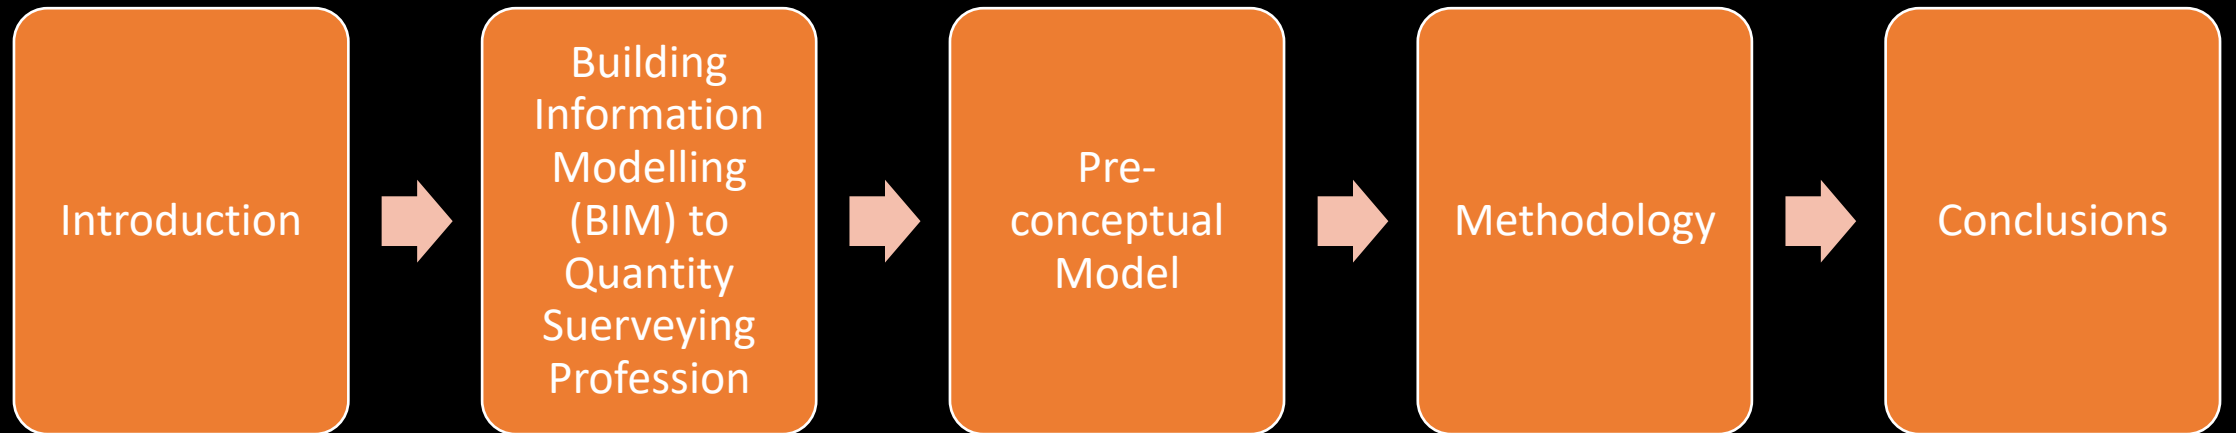 Introduction
Building
Information
Modelling
(BIM) to
Quantity
Suerveying
Profession
Pre-
conceptual
Model
Methodology
Conclusions